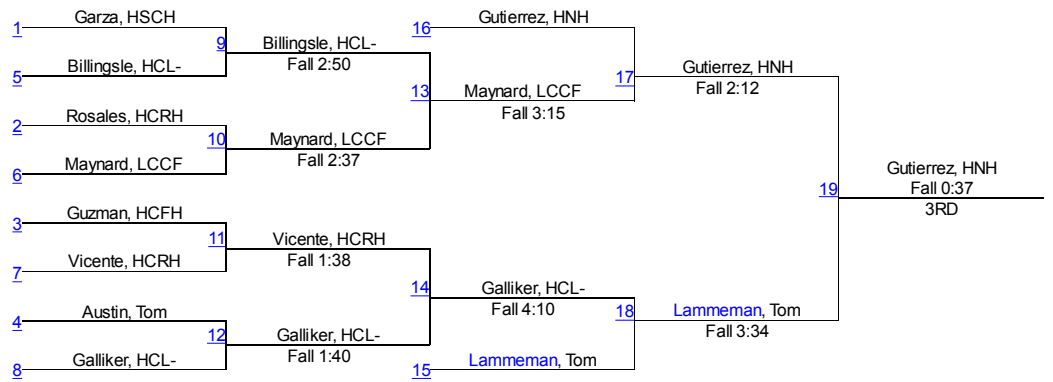 Garza, HSCH
1
9
Billingsle, HCL-
Fall 2:50
Billingsle, HCL-
5
Gutierrez, HNH
16
13
Maynard, LCCF
Fall 3:15
17
Gutierrez, HNH
Fall 2:12
Rosales, HCRH
2
10
Maynard, LCCF
Fall 2:37
Maynard, LCCF
6
19
Gutierrez, HNH
Fall 0:37
3RD
Guzman, HCFH
3
11
Vicente, HCRH
Fall 1:38
Vicente, HCRH
7
14
Galliker, HCL-
Fall 4:10
18
Lammeman, Tom
Fall 3:34
Austin, Tom
4
12
Galliker, HCL-
Fall 1:40
Galliker, HCL-
8
Lammeman, Tom
15